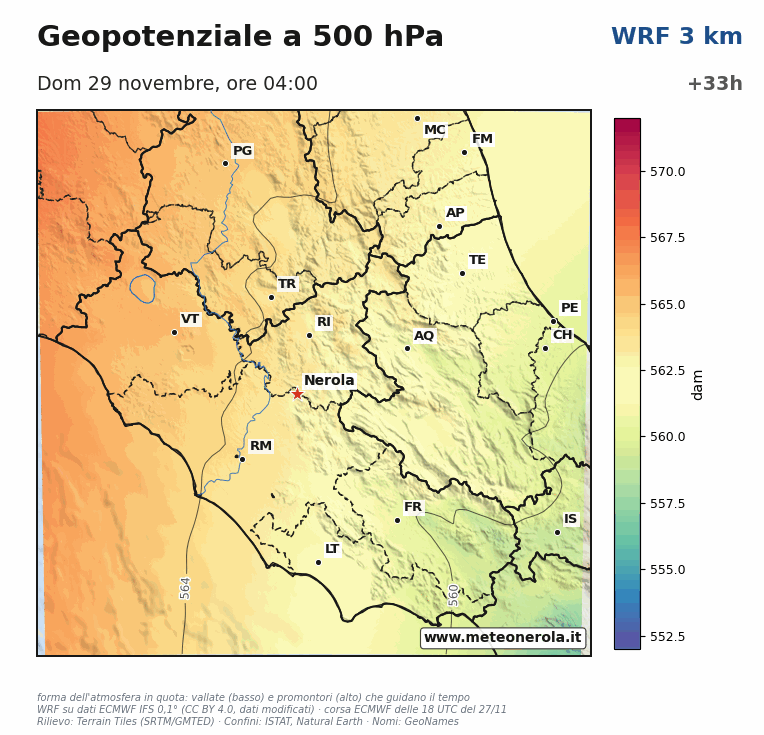 Geopotenziale a 500 hPa
WRF 3 km
Dom 29 novembre, ore 04:00
+33h
MC
FM
PG
AP
TE
TR
PE
VT
RI
AQ
CH
Nerola
RM
FR
IS
LT
564
560
www.meteonerola.it
570.0
567.5
565.0
562.5
560.0
557.5
555.0
552.5
dam
forma dell'atmosfera in quota: vallate (basso) e promontori (alto) che guidano il tempo
WRF su dati ECMWF IFS 0,1° (CC BY 4.0, dati modificati) · corsa ECMWF delle 18 UTC del 27/11
Rilievo: Terrain Tiles (SRTM/GMTED) · Confini: ISTAT, Natural Earth · Nomi: GeoNames